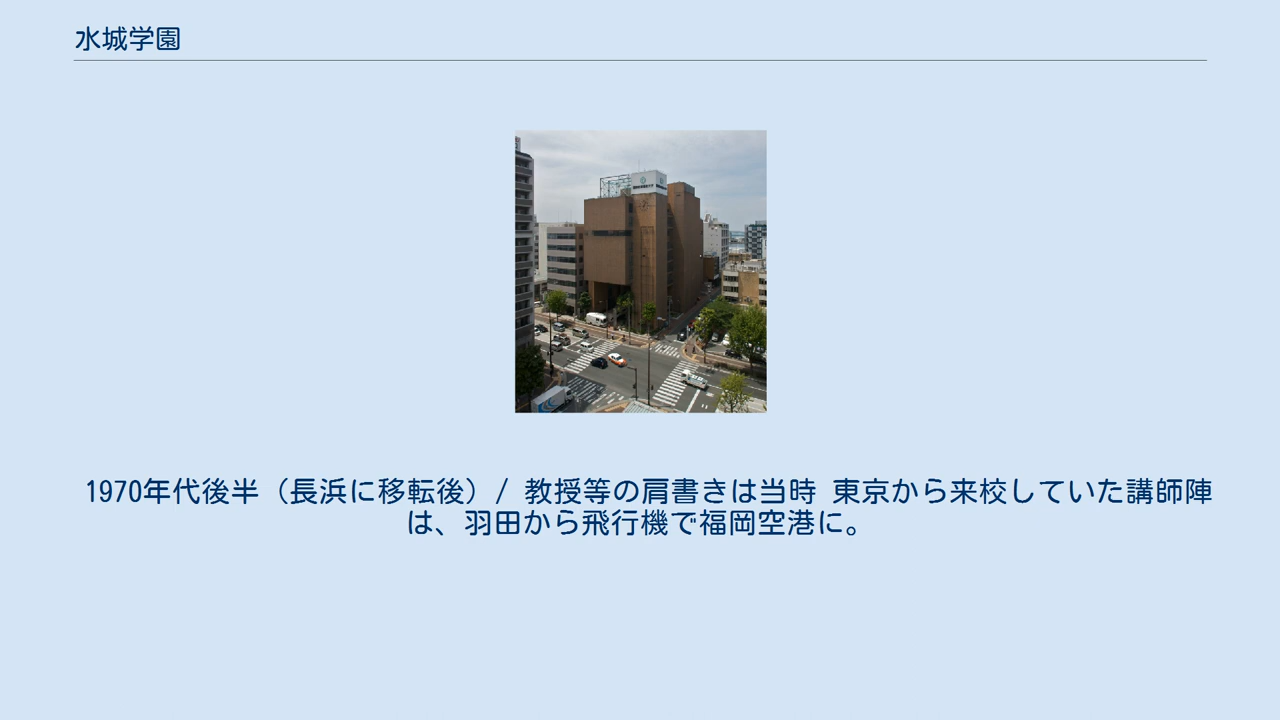 水城学園
1970年代後半（長浜に移転後）/ 教授等の肩書きは当時 東京から来校していた講師陣
は、羽田から飛行機で福岡空港に。